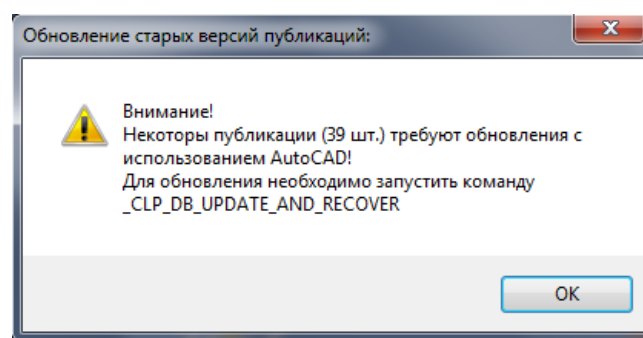 Обновление старых версий публикаций:
Внимание!
Некоторы публикации (39 шт.) требуют обновления с
использованием AutoCAD!
Для обновления необходимо запустить команду
_CLP_DB_UPDATE_AND_RECOVER
OK